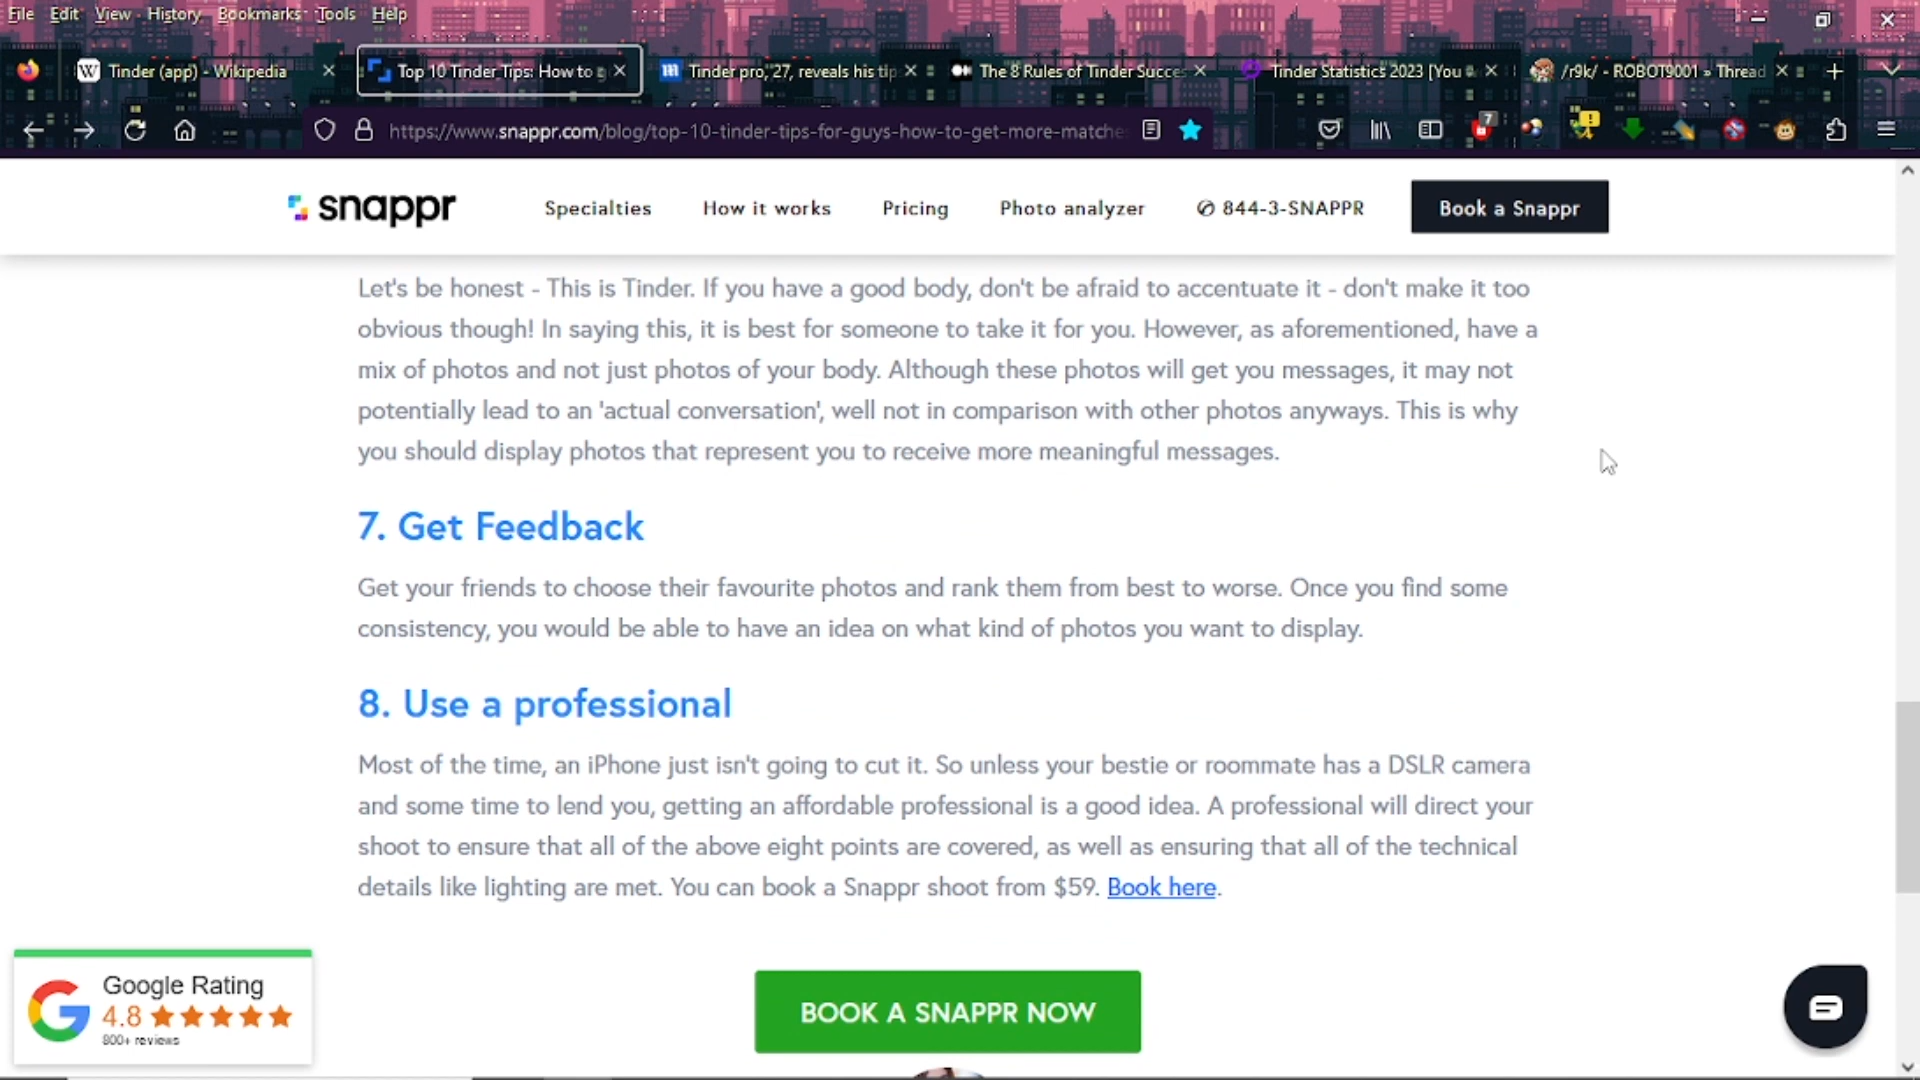 File Edit View History Bookmarks Tools Help
Tinder (app) - Wikipedia
Top 10 Tinder Tips: How to g
Tinder pro, 27, reveals his tip
The 8 Rules of Tinder Succes
Tinder Statistics 2023 [You
/r9k/ - ROBOT9001 » Thread
https://www.snappr.com/blog/top-10-tinder-tips-for-guys-how-to-get-more-matche
7
snappr
Specialties
How it works
Pricing
Photo analyzer
844-3-SNAPPR
Book a Snappr
Let's be honest - This is Tinder. If you have a good body, don't be afraid to accentuate it - don't make it too
obvious though! In saying this, it is best for someone to take it for you. However, as aforementioned, have a
mix of photos and not just photos of your body. Although these photos will get you messages, it may not
potentially lead to an 'actual conversation', well not in comparison with other photos anyways. This is why
you should display photos that represent you to receive more meaningful messages.
7. Get Feedback
Get your friends to choose their favourite photos and rank them from best to worse. Once you find some
consistency, you would be able to have an idea on what kind of photos you want to display.
8. Use a professional
Most of the time, an iPhone just isn't going to cut it. So unless your bestie or roommate has a DSLR camera
and some time to lend you, getting an affordable professional is a good idea. A professional will direct your
shoot to ensure that all of the above eight points are covered, as well as ensuring that all of the technical
details like lighting are met. You can book a Snappr shoot from $59. Book here.
Google Rating
4.8
800+ reviews
BOOK A SNAPPR NOW